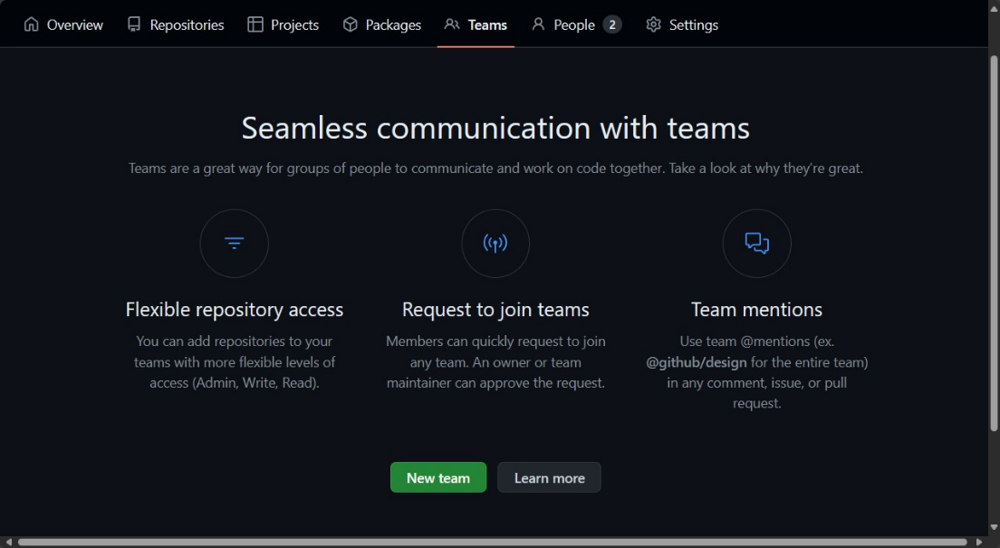 Overview Repositories Projects Packages Teams People 2 Settings
Seamless communication with teams
Teams are a great way for groups of people to communicate and work on code together. Take a look at why they're great.
Flexible repository access
You can add repositories to your
teams with more flexible levels of
access (Admin, Write, Read).
Request to join teams
Members can quickly request to join
any team. An owner or team
maintainer can approve the request.
Team mentions
Use team @mentions (ex.
@github/design for the entire team)
in any comment, issue, or pull
request.
New team Learn more